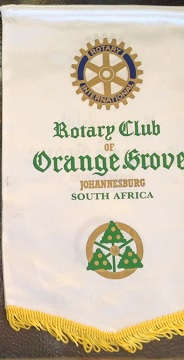 ROTARY
INTERNATIONAL
Rotary Club
OF
Orange Grove
JOHANNESBURG
SOUTH AFRICA